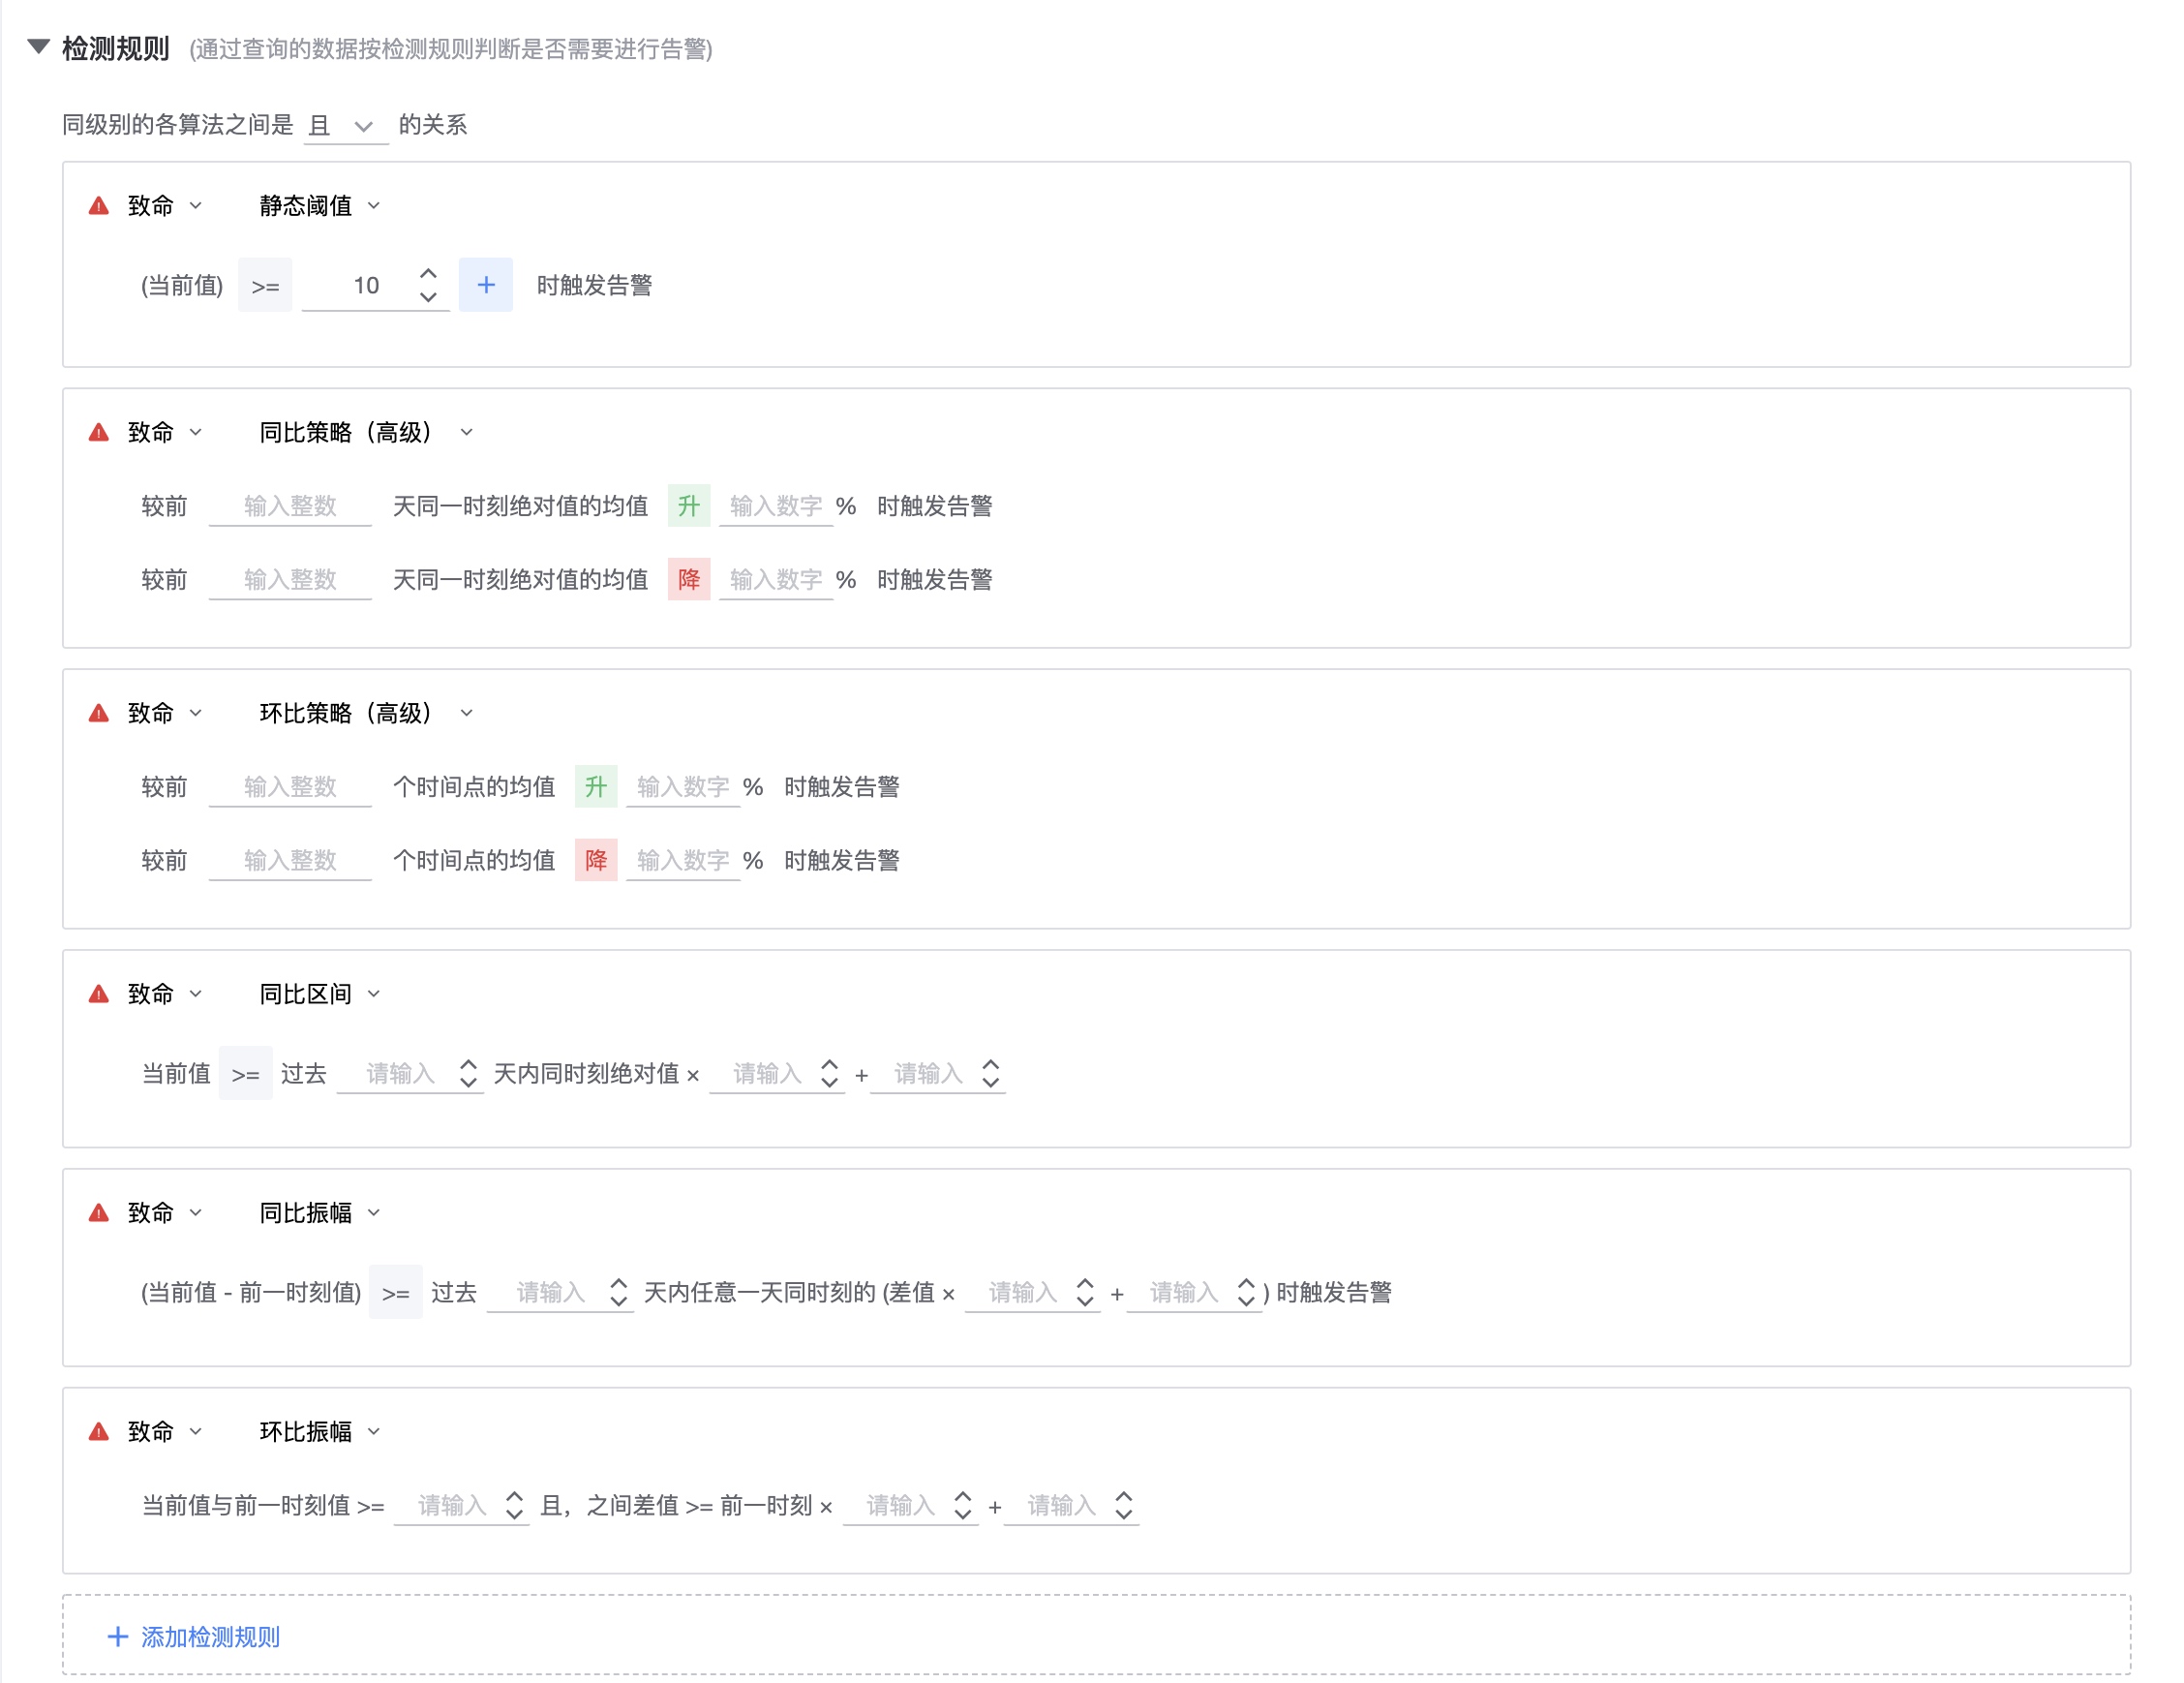 检测规则 (通过查询的数据按检测规则判断是否需要进行告警)
同级别的各算法之间是 且 的关系
致命 静态阈值
(当前值) >= 10 + 时触发告警
致命 同比策略（高级）
较前 输入整数 天同一时刻绝对值的均值 升 输入数字 % 时触发告警
较前 输入整数 天同一时刻绝对值的均值 降 输入数字 % 时触发告警
致命 环比策略（高级）
较前 输入整数 个时间点的均值 升 输入数字 % 时触发告警
较前 输入整数 个时间点的均值 降 输入数字 % 时触发告警
致命 同比区间
当前值 >= 过去 请输入 天内同时刻绝对值 × 请输入 + 请输入
致命 同比振幅
(当前值 - 前一时刻值) >= 过去 请输入 天内任意一天同时刻的 (差值 × 请输入 + 请输入 ) 时触发告警
致命 环比振幅
当前值与前一时刻值 >= 请输入 且，之间差值 >= 前一时刻 × 请输入 + 请输入
+ 添加检测规则